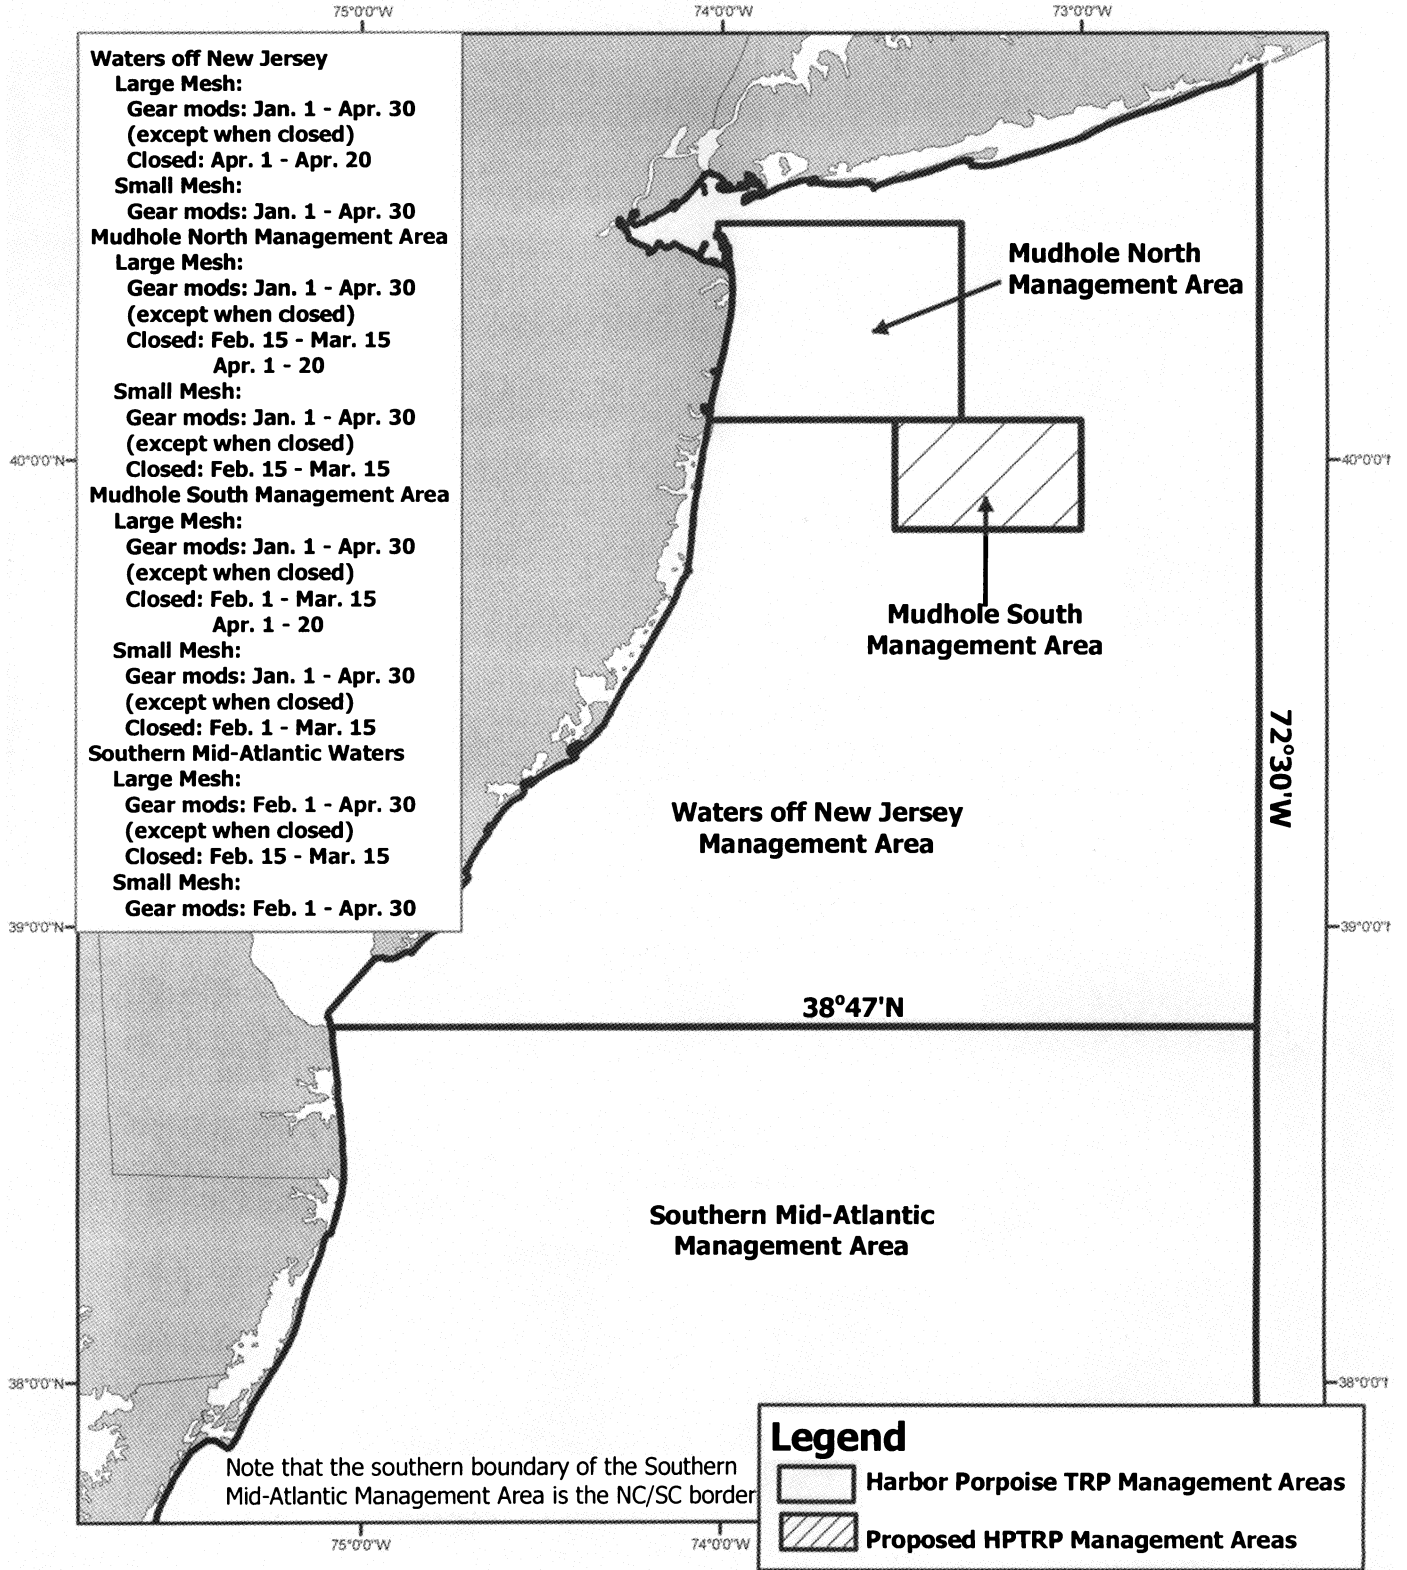 75°0'0"W
74°0'0"W
73°0'0"W
Waters off New Jersey
Large Mesh:
Gear mods: Jan. 1 - Apr. 30
(except when closed)
Closed: Apr. 1 - Apr. 20
Small Mesh:
Gear mods: Jan. 1 - Apr. 30
Mudhole North Management Area
Large Mesh:
Gear mods: Jan. 1 - Apr. 30
(except when closed)
Closed: Feb. 15 - Mar. 15
Apr. 1 - 20
Small Mesh:
Gear mods: Jan. 1 - Apr. 30
(except when closed)
Closed: Feb. 15 - Mar. 15
Mudhole South Management Area
Large Mesh:
Gear mods: Jan. 1 - Apr. 30
(except when closed)
Closed: Feb. 1 - Mar. 15
Apr. 1 - 20
Small Mesh:
Gear mods: Jan. 1 - Apr. 30
(except when closed)
Closed: Feb. 1 - Mar. 15
Southern Mid-Atlantic Waters
Large Mesh:
Gear mods: Feb. 1 - Apr. 30
(except when closed)
Closed: Feb. 15 - Mar. 15
Small Mesh:
Gear mods: Feb. 1 - Apr. 30
Mudhole North
Management Area
40°0'0"N
40°0'0"
Mudhole South
Management Area
72°30'W
Waters off New Jersey
Management Area
39°0'0"N
39°0'0"
38°47'N
Southern Mid-Atlantic
Management Area
38°0'0"N
38°0'0"
Note that the southern boundary of the Southern
Mid-Atlantic Management Area is the NC/SC border
Legend
Harbor Porpoise TRP Management Areas
Proposed HPTRP Management Areas
75°0'0"W
74°0'0"W